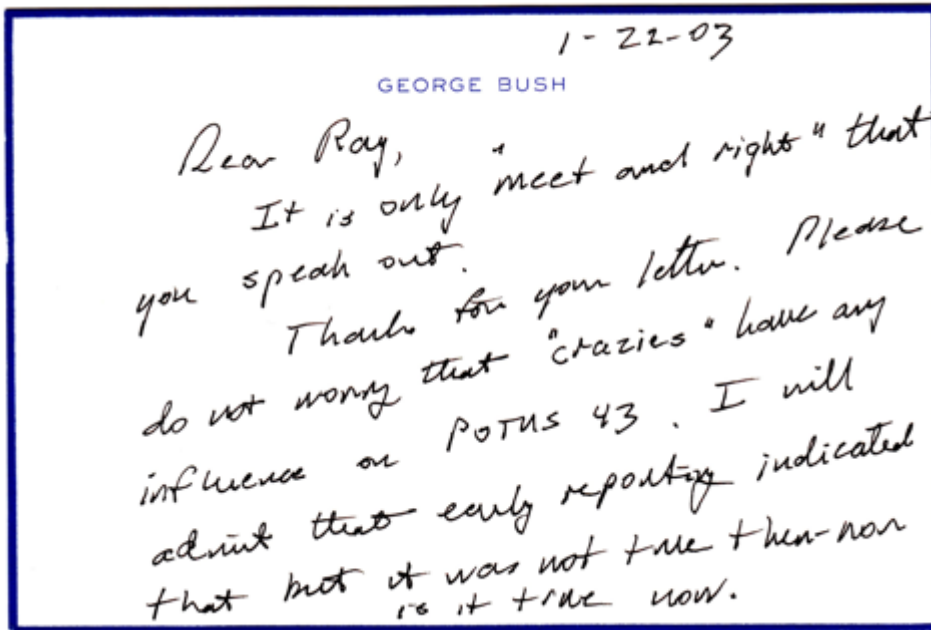 1-22-03
GEORGE BUSH
Dear Ray,
It is only "meet and right" that
you speak out.
Thanks for your letter. Please
do not worry that "crazies" have any
influence on POTUS 43. I will
admit that early reporting indicated
that but it was not true then-nor
is it true now.